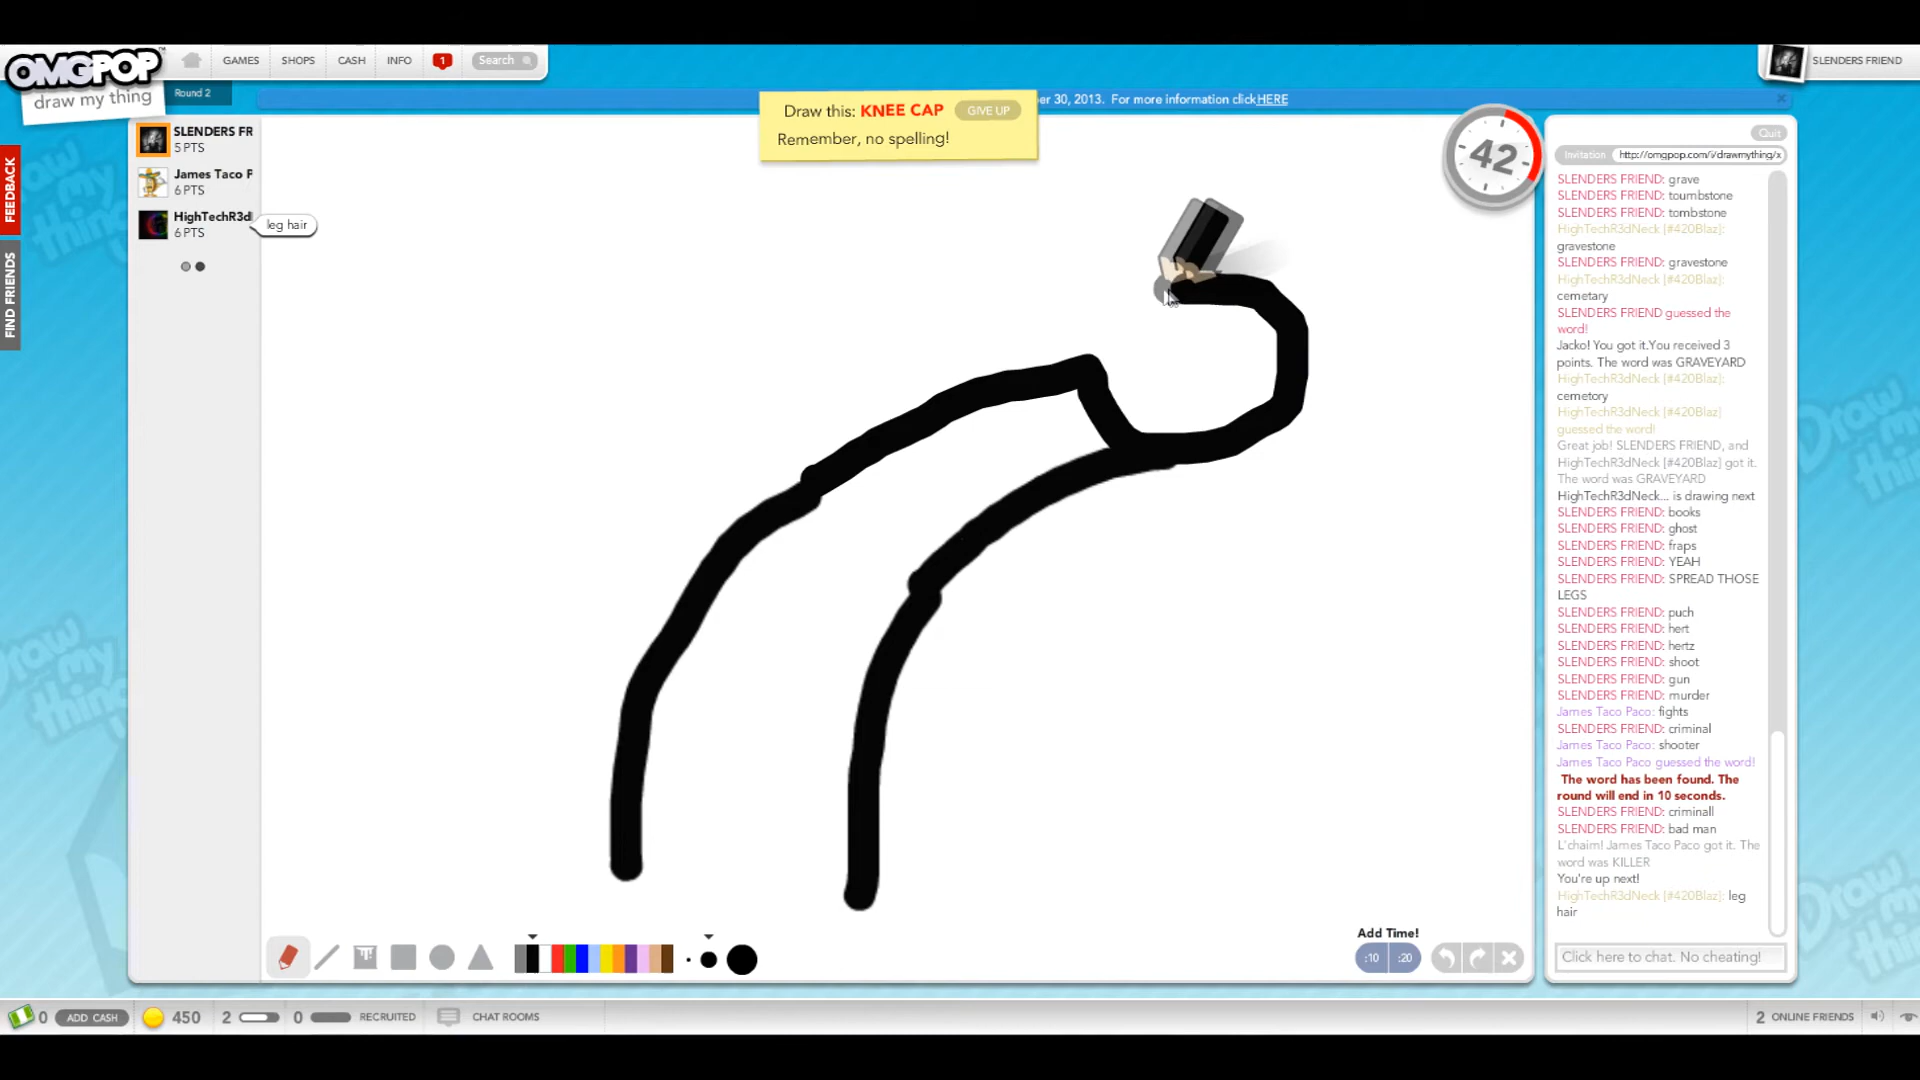 OMGPOP
draw my thing
GAMES
SHOPS
CASH
INFO
1
Search
SLENDERS FRIEND
Round 2
er 30, 2013. For more information click HERE
Draw this: KNEE CAP
GIVE UP
Remember, no spelling!
FEEDBACK
FIND FRIENDS
SLENDERS FR
5 PTS
James Taco P
6 PTS
HighTechR3d
6 PTS
leg hair
42
Quit
Invitation
http://omgpop.com/i/drawmything/x
SLENDERS FRIEND: grave
SLENDERS FRIEND: toumbstone
SLENDERS FRIEND: tombstone
HighTechR3dNeck [#420Blaz]:
gravestone
SLENDERS FRIEND: gravestone
HighTechR3dNeck [#420Blaz]:
cemetary
SLENDERS FRIEND guessed the
word!
Jacko! You got it.You received 3
points. The word was GRAVEYARD
HighTechR3dNeck [#420Blaz]:
cemetory
HighTechR3dNeck [#420Blaz]
guessed the word!
Great job! SLENDERS FRIEND, and
HighTechR3dNeck [#420Blaz] got it.
The word was GRAVEYARD
HighTechR3dNeck... is drawing next
SLENDERS FRIEND: books
SLENDERS FRIEND: ghost
SLENDERS FRIEND: fraps
SLENDERS FRIEND: YEAH
SLENDERS FRIEND: SPREAD THOSE
LEGS
SLENDERS FRIEND: puch
SLENDERS FRIEND: hert
SLENDERS FRIEND: hertz
SLENDERS FRIEND: shoot
SLENDERS FRIEND: gun
SLENDERS FRIEND: murder
James Taco Paco: fights
SLENDERS FRIEND: criminal
James Taco Paco: shooter
James Taco Paco guessed the word!
The word has been found. The
round will end in 10 seconds.
SLENDERS FRIEND: criminall
SLENDERS FRIEND: bad man
L'chaim! James Taco Paco got it. The
word was KILLER
You're up next!
HighTechR3dNeck [#420Blaz]: leg
hair
Click here to chat. No cheating!
Add Time!
:10
:20
0
ADD CASH
450
2
0
RECRUITED
CHAT ROOMS
2 ONLINE FRIENDS